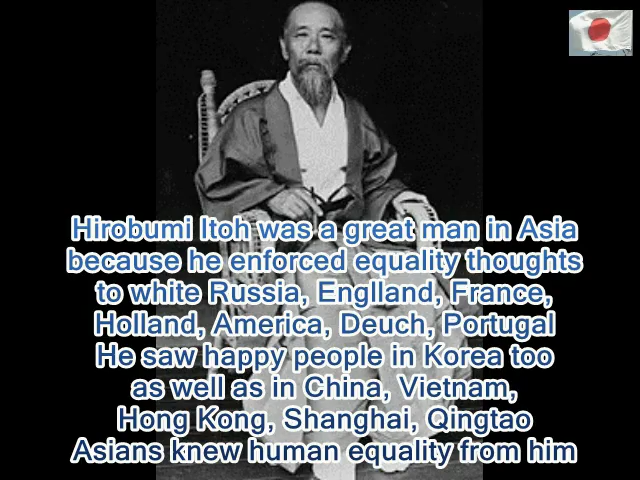 Hirobumi Itoh was a great man in Asia
because he enforced equality thoughts
to white Russia, Englland, France,
Holland, America, Deuch, Portugal
He saw happy people in Korea too
as well as in China, Vietnam,
Hong Kong, Shanghai, Qingtao
Asians knew human equality from him